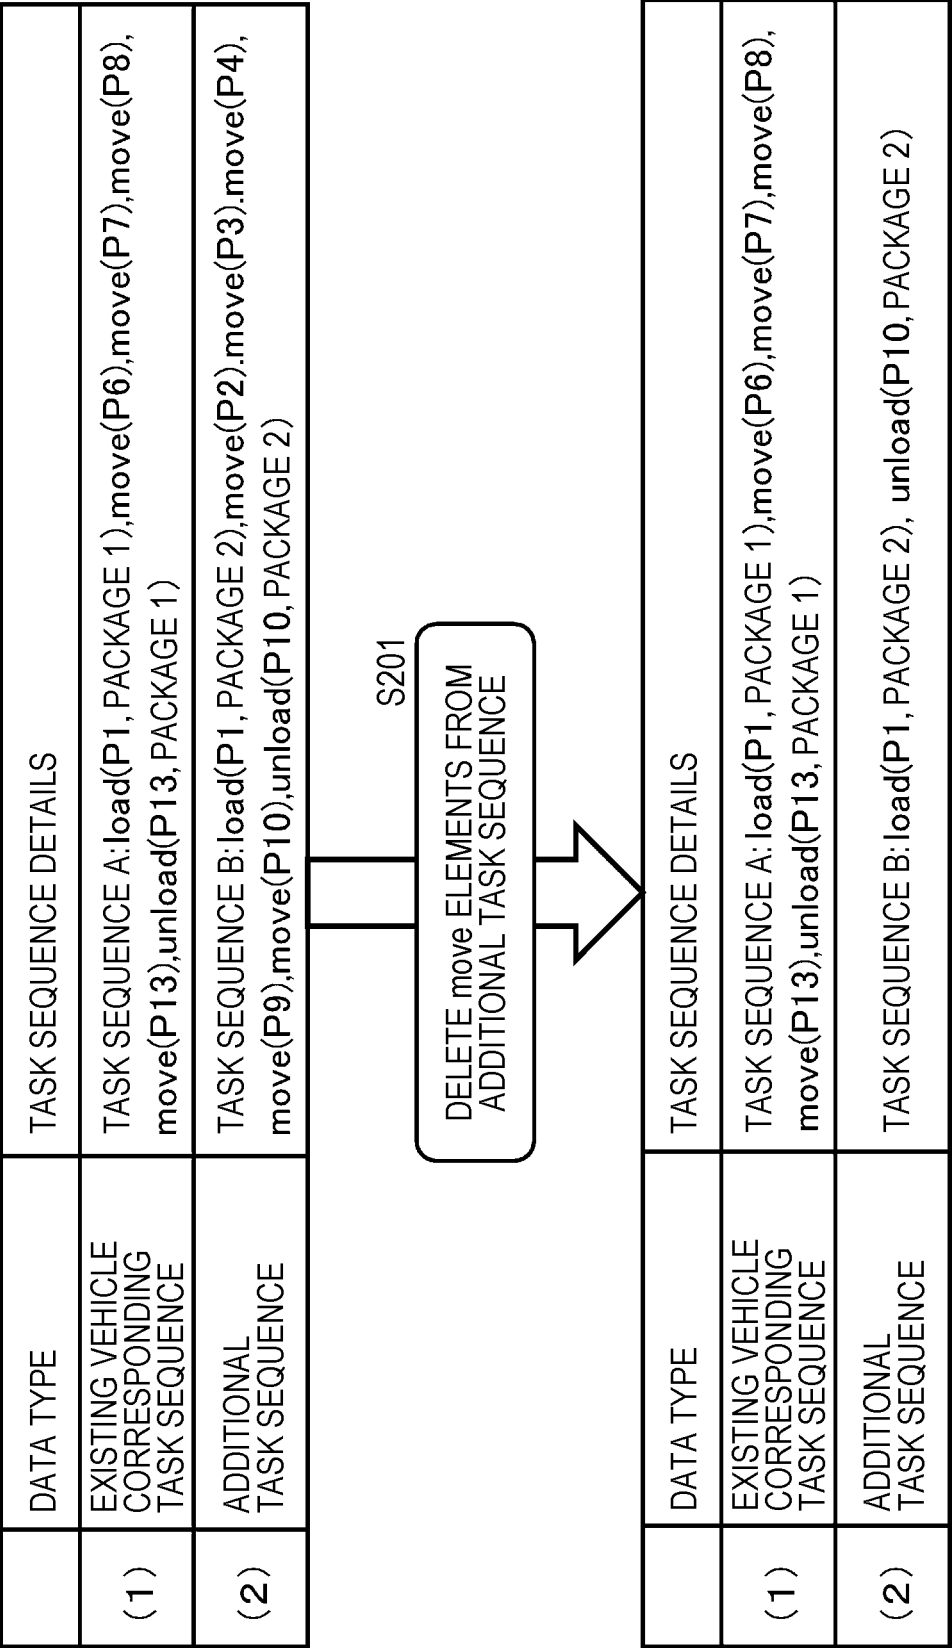 DATA TYPE
TASK SEQUENCE DETAILS
(1)
EXISTING VEHICLE
CORRESPONDING
TASK SEQUENCE
TASK SEQUENCE A:load(P1, PACKAGE 1),move(P6),move(P7),move(P8),
move(P13),unload(P13, PACKAGE 1)
(2)
ADDITIONAL
TASK SEQUENCE
TASK SEQUENCE B:load(P1, PACKAGE 2),move(P2),move(P3).move(P4),
move(P9),move(P10),unload(P10, PACKAGE 2)
S201
DELETE move ELEMENTS FROM
ADDITIONAL TASK SEQUENCE
DATA TYPE
TASK SEQUENCE DETAILS
(1)
EXISTING VEHICLE
CORRESPONDING
TASK SEQUENCE
TASK SEQUENCE A:load(P1, PACKAGE 1),move(P6),move(P7),move(P8),
move(P13),unload(P13, PACKAGE 1)
(2)
ADDITIONAL
TASK SEQUENCE
TASK SEQUENCE B:load(P1, PACKAGE 2), unload(P10, PACKAGE 2)